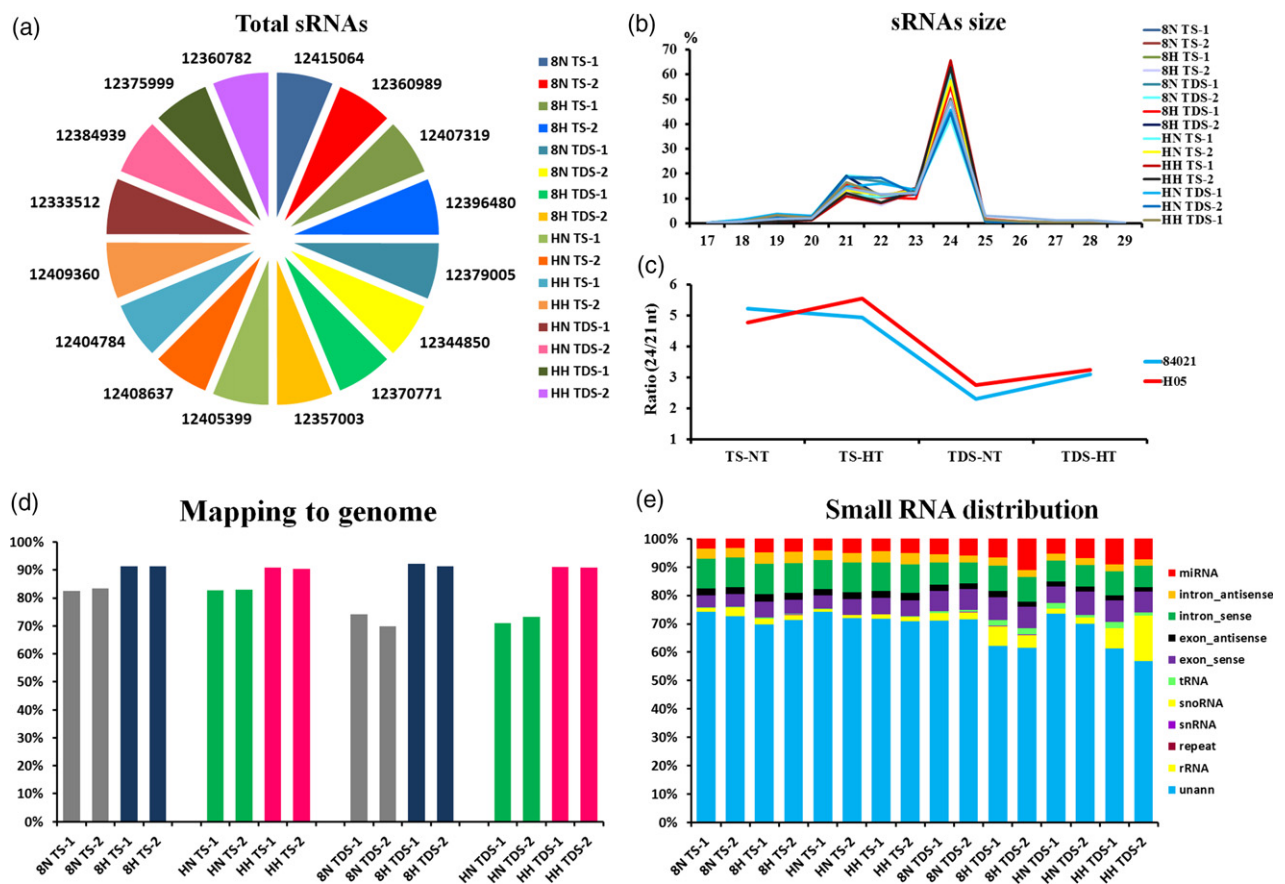 (a)
Total sRNAs
12415064
12360989
12407319
12396480
12379005
12344850
12370771
12357003
12405399
12408637
12404784
12409360
12333512
12384939
12375999
12360782
8N TS-1
8N TS-2
8H TS-1
8H TS-2
8N TDS-1
8N TDS-2
8H TDS-1
8H TDS-2
HN TS-1
HN TS-2
HH TS-1
HH TS-2
HN TDS-1
HN TDS-2
HH TDS-1
HH TDS-2
(b)
sRNAs size
%
70
60
50
40
30
20
10
0
17 18 19 20 21 22 23 24 25 26 27 28 29
8N TS-1
8N TS-2
8H TS-1
8H TS-2
8N TDS-1
8N TDS-2
8H TDS-1
8H TDS-2
HN TS-1
HN TS-2
HH TS-1
HH TS-2
HN TDS-1
HN TDS-2
HH TDS-1
(c)
Ratio (24/21 nt)
6
5
4
3
2
1
TS-NT TS-HT TDS-NT TDS-HT
84021
H05
(d)
Mapping to genome
100%
90%
80%
70%
60%
50%
40%
30%
20%
10%
0%
8N TS-1
8N TS-2
8H TS-1
8H TS-2
HN TS-1
HN TS-2
HH TS-1
HH TS-2
8N TDS-1
8N TDS-2
8H TDS-1
8H TDS-2
HN TDS-1
HN TDS-2
HH TDS-1
HH TDS-2
(e)
Small RNA distribution
100%
90%
80%
70%
60%
50%
40%
30%
20%
10%
0%
8N TS-1
8N TS-2
8H TS-1
8H TS-2
HN TS-1
HN TS-2
HH TS-1
HH TS-2
8N TDS-1
8N TDS-2
8H TDS-1
8H TDS-2
HN TDS-1
HN TDS-2
HH TDS-1
HH TDS-2
miRNA
intron_antisense
intron_sense
exon_antisense
exon_sense
tRNA
snoRNA
snRNA
repeat
rRNA
unann